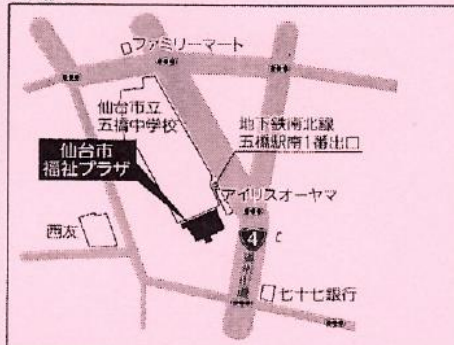 ファミリーマート
仙台市立
五橋中学校
地下鉄南北線
五橋駅南1番出口
仙台市
福祉プラザ
アイリスオーヤマ
西友
4
七十七銀行